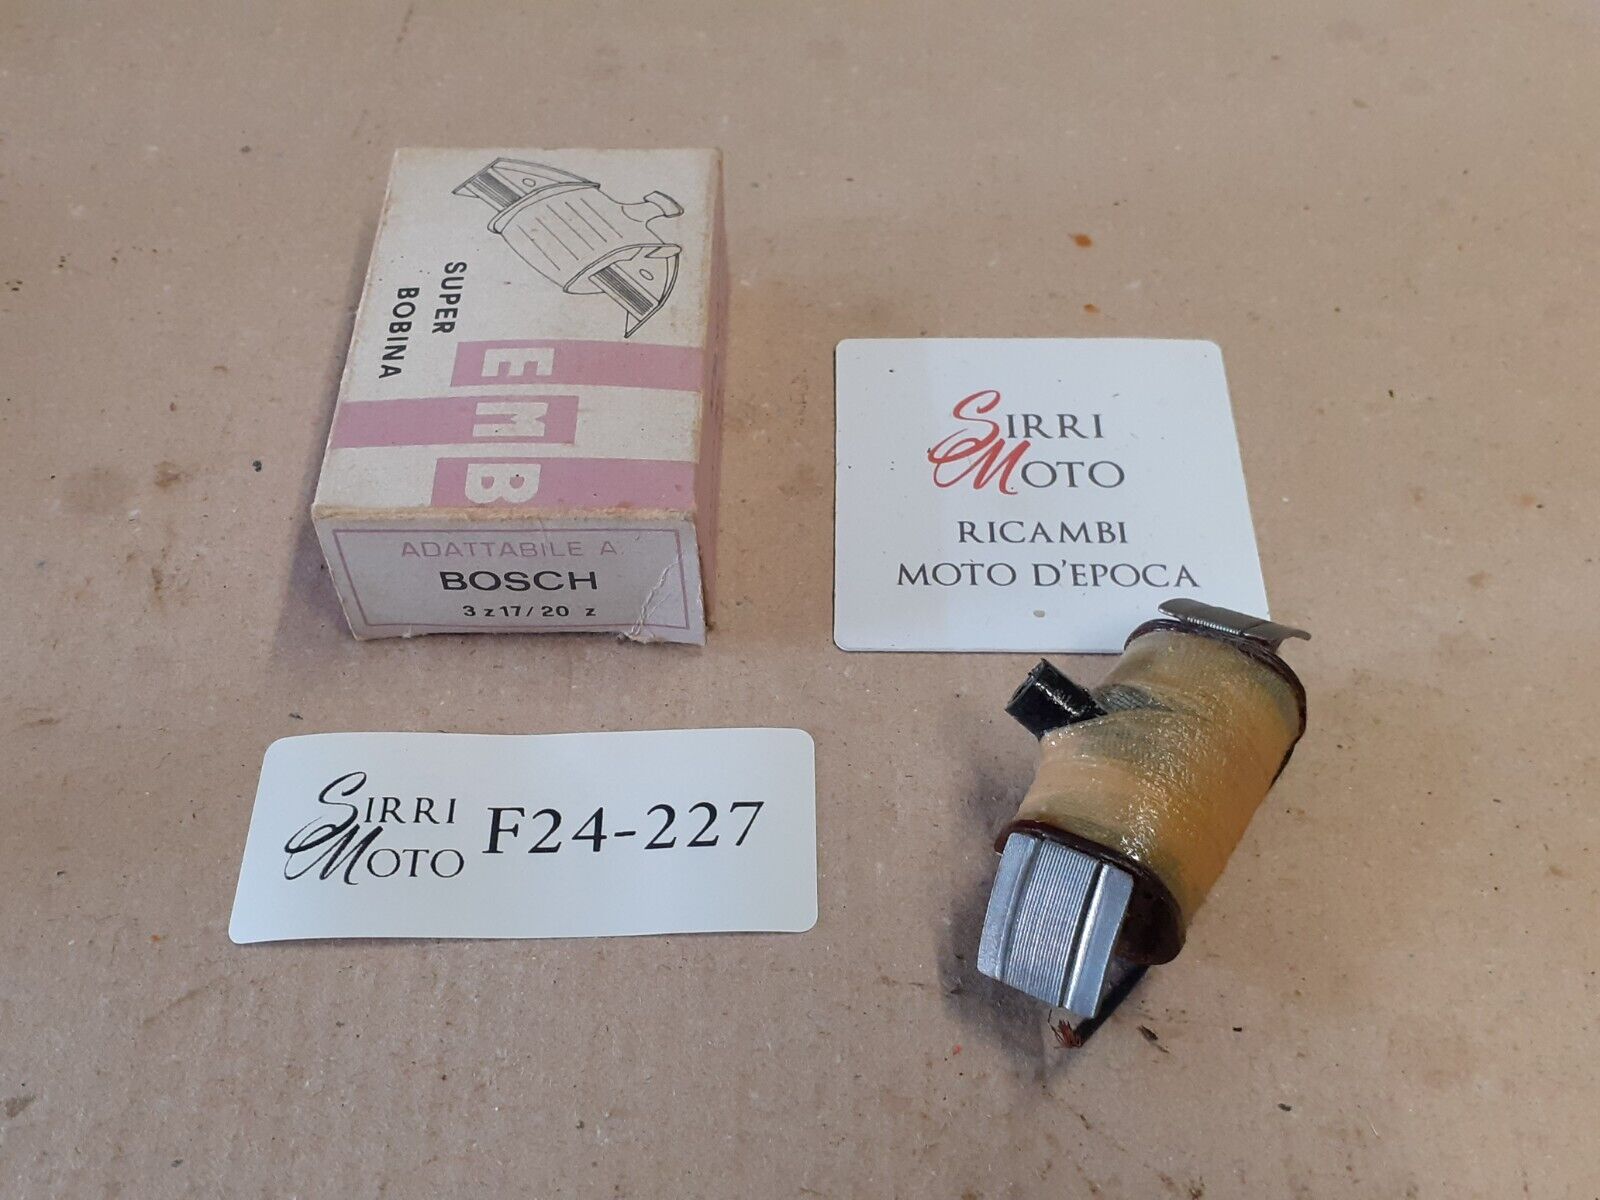 SUPER
BOBINA
EMB
ADATTABILE A:
BOSCH
3 z 17/20 z
SIRRI
MOTO
RICAMBI
MOTO D'EPOCA
SIRRI
MOTO
F24-227